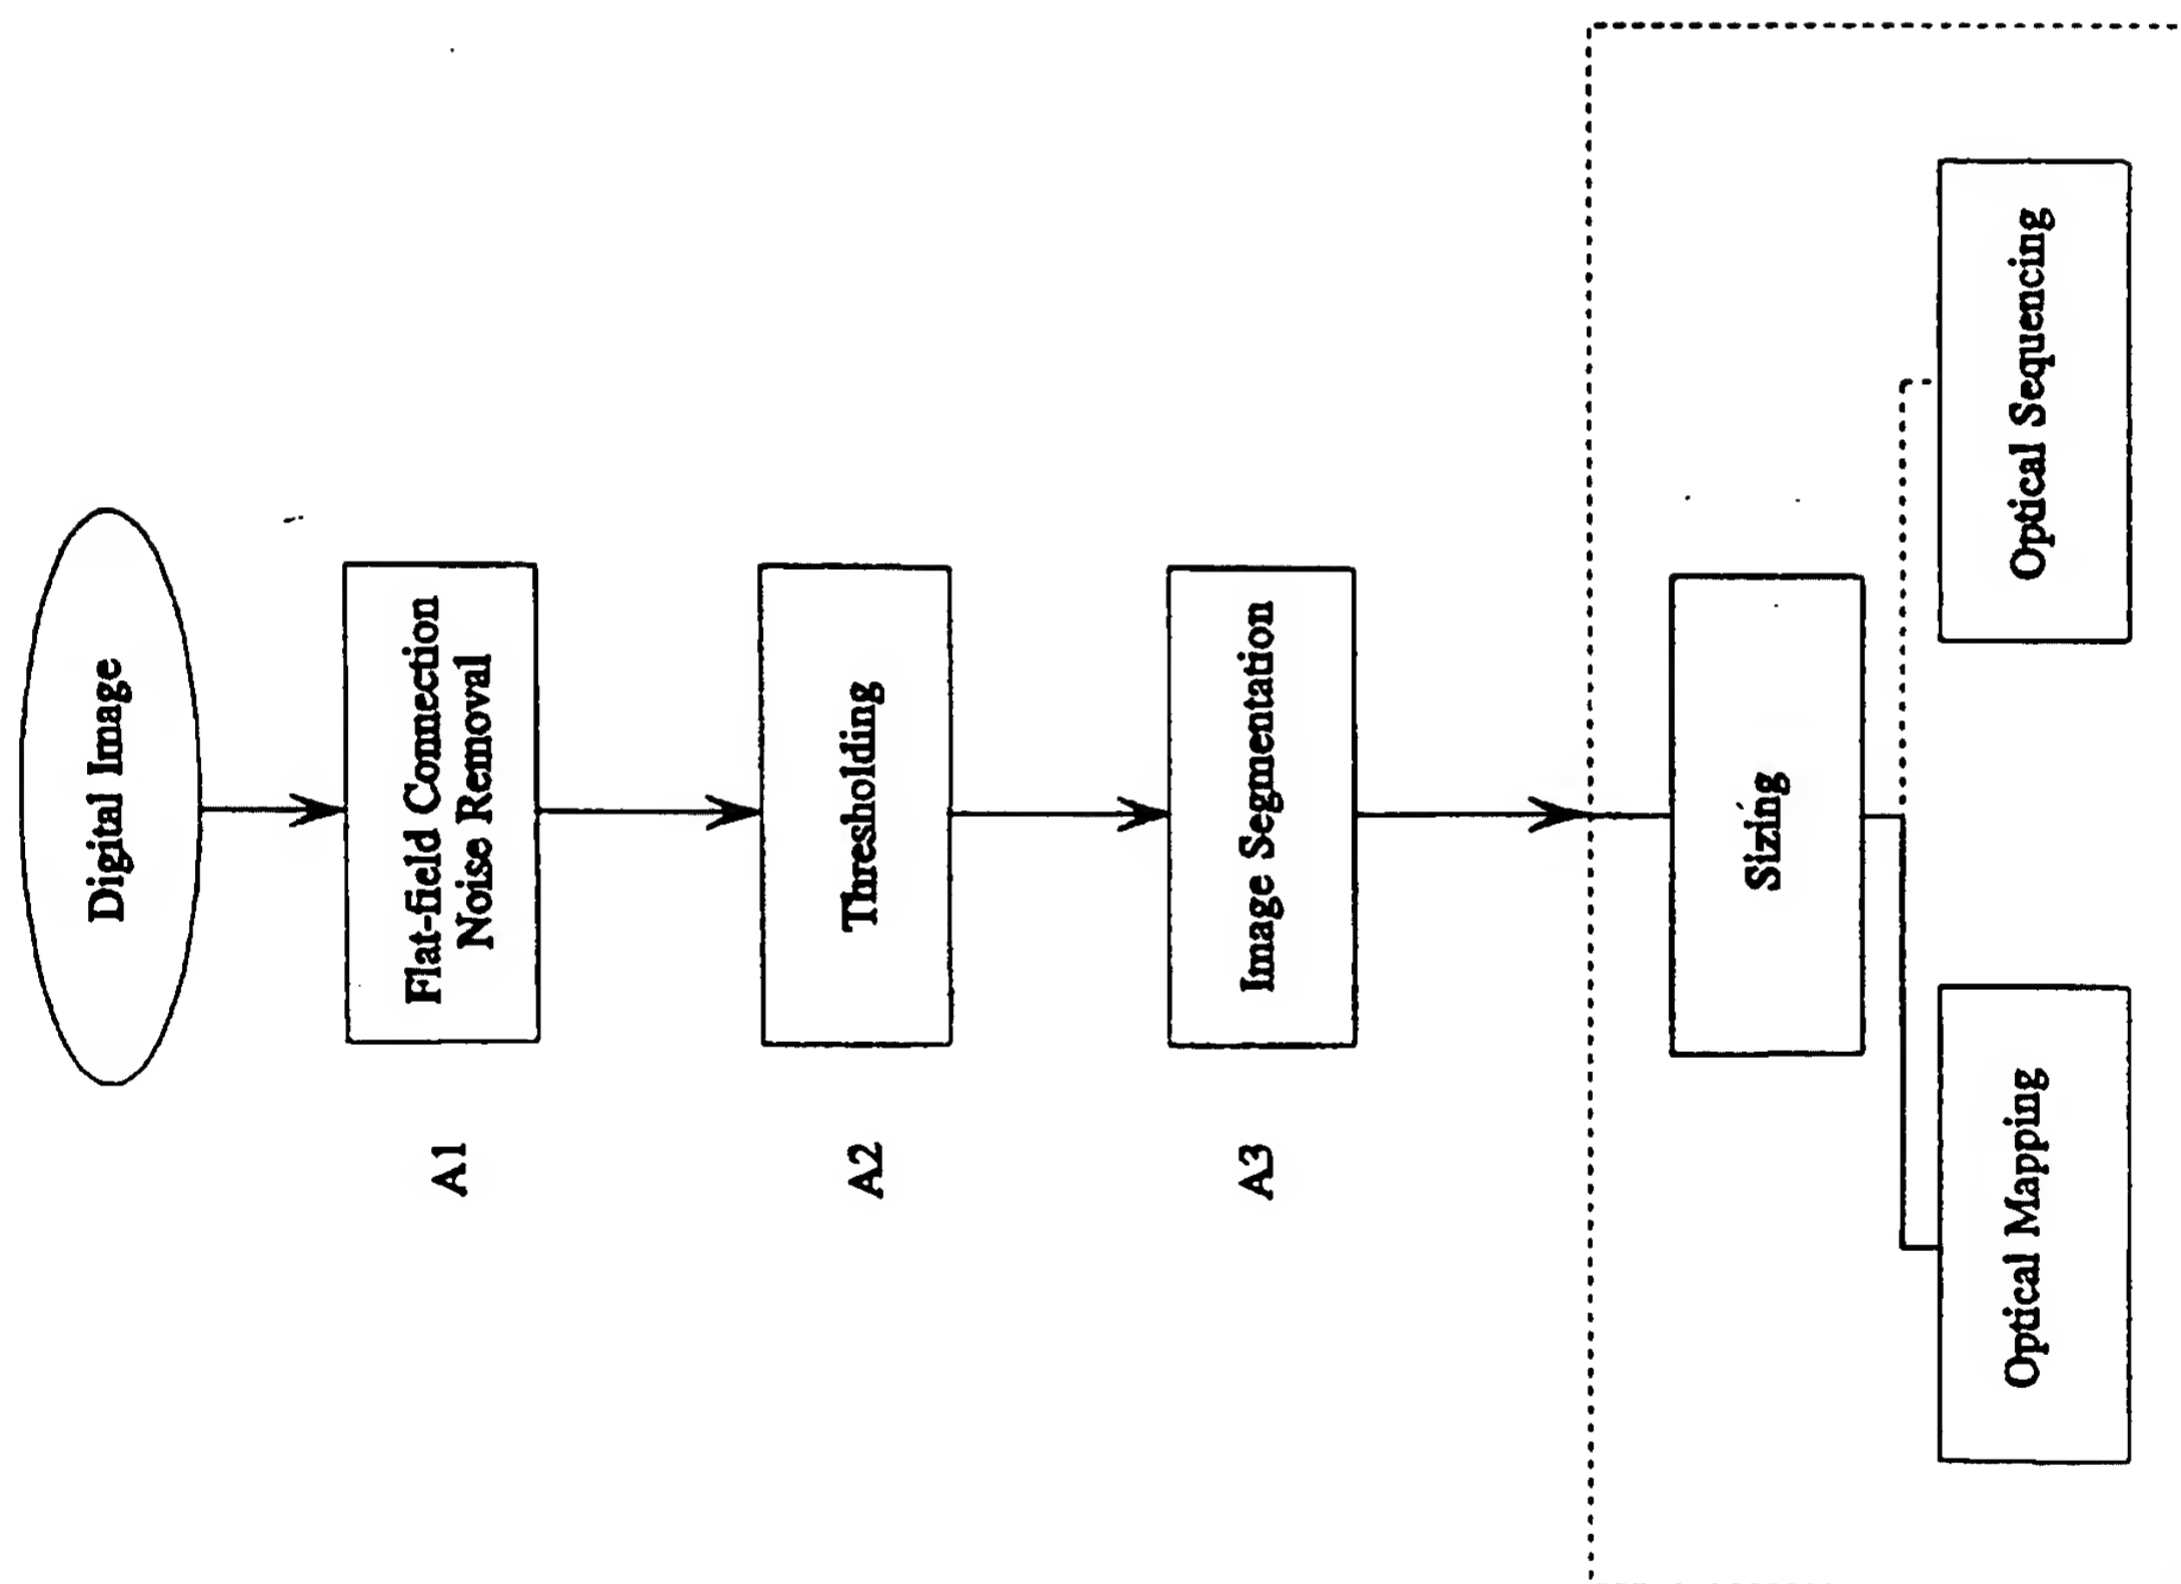 Digital Image
A1
Flat-field Connection
Noise Removal
A2
Thresholding
A3
Image Segmentation
Sizing
Optical Mapping
Optical Sequencing